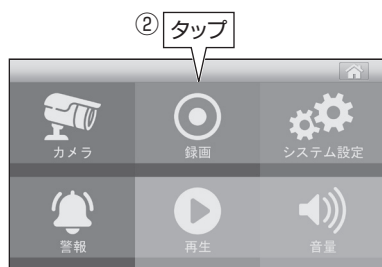 ② タップ
カメラ
録画
システム設定
警報
再生
音量